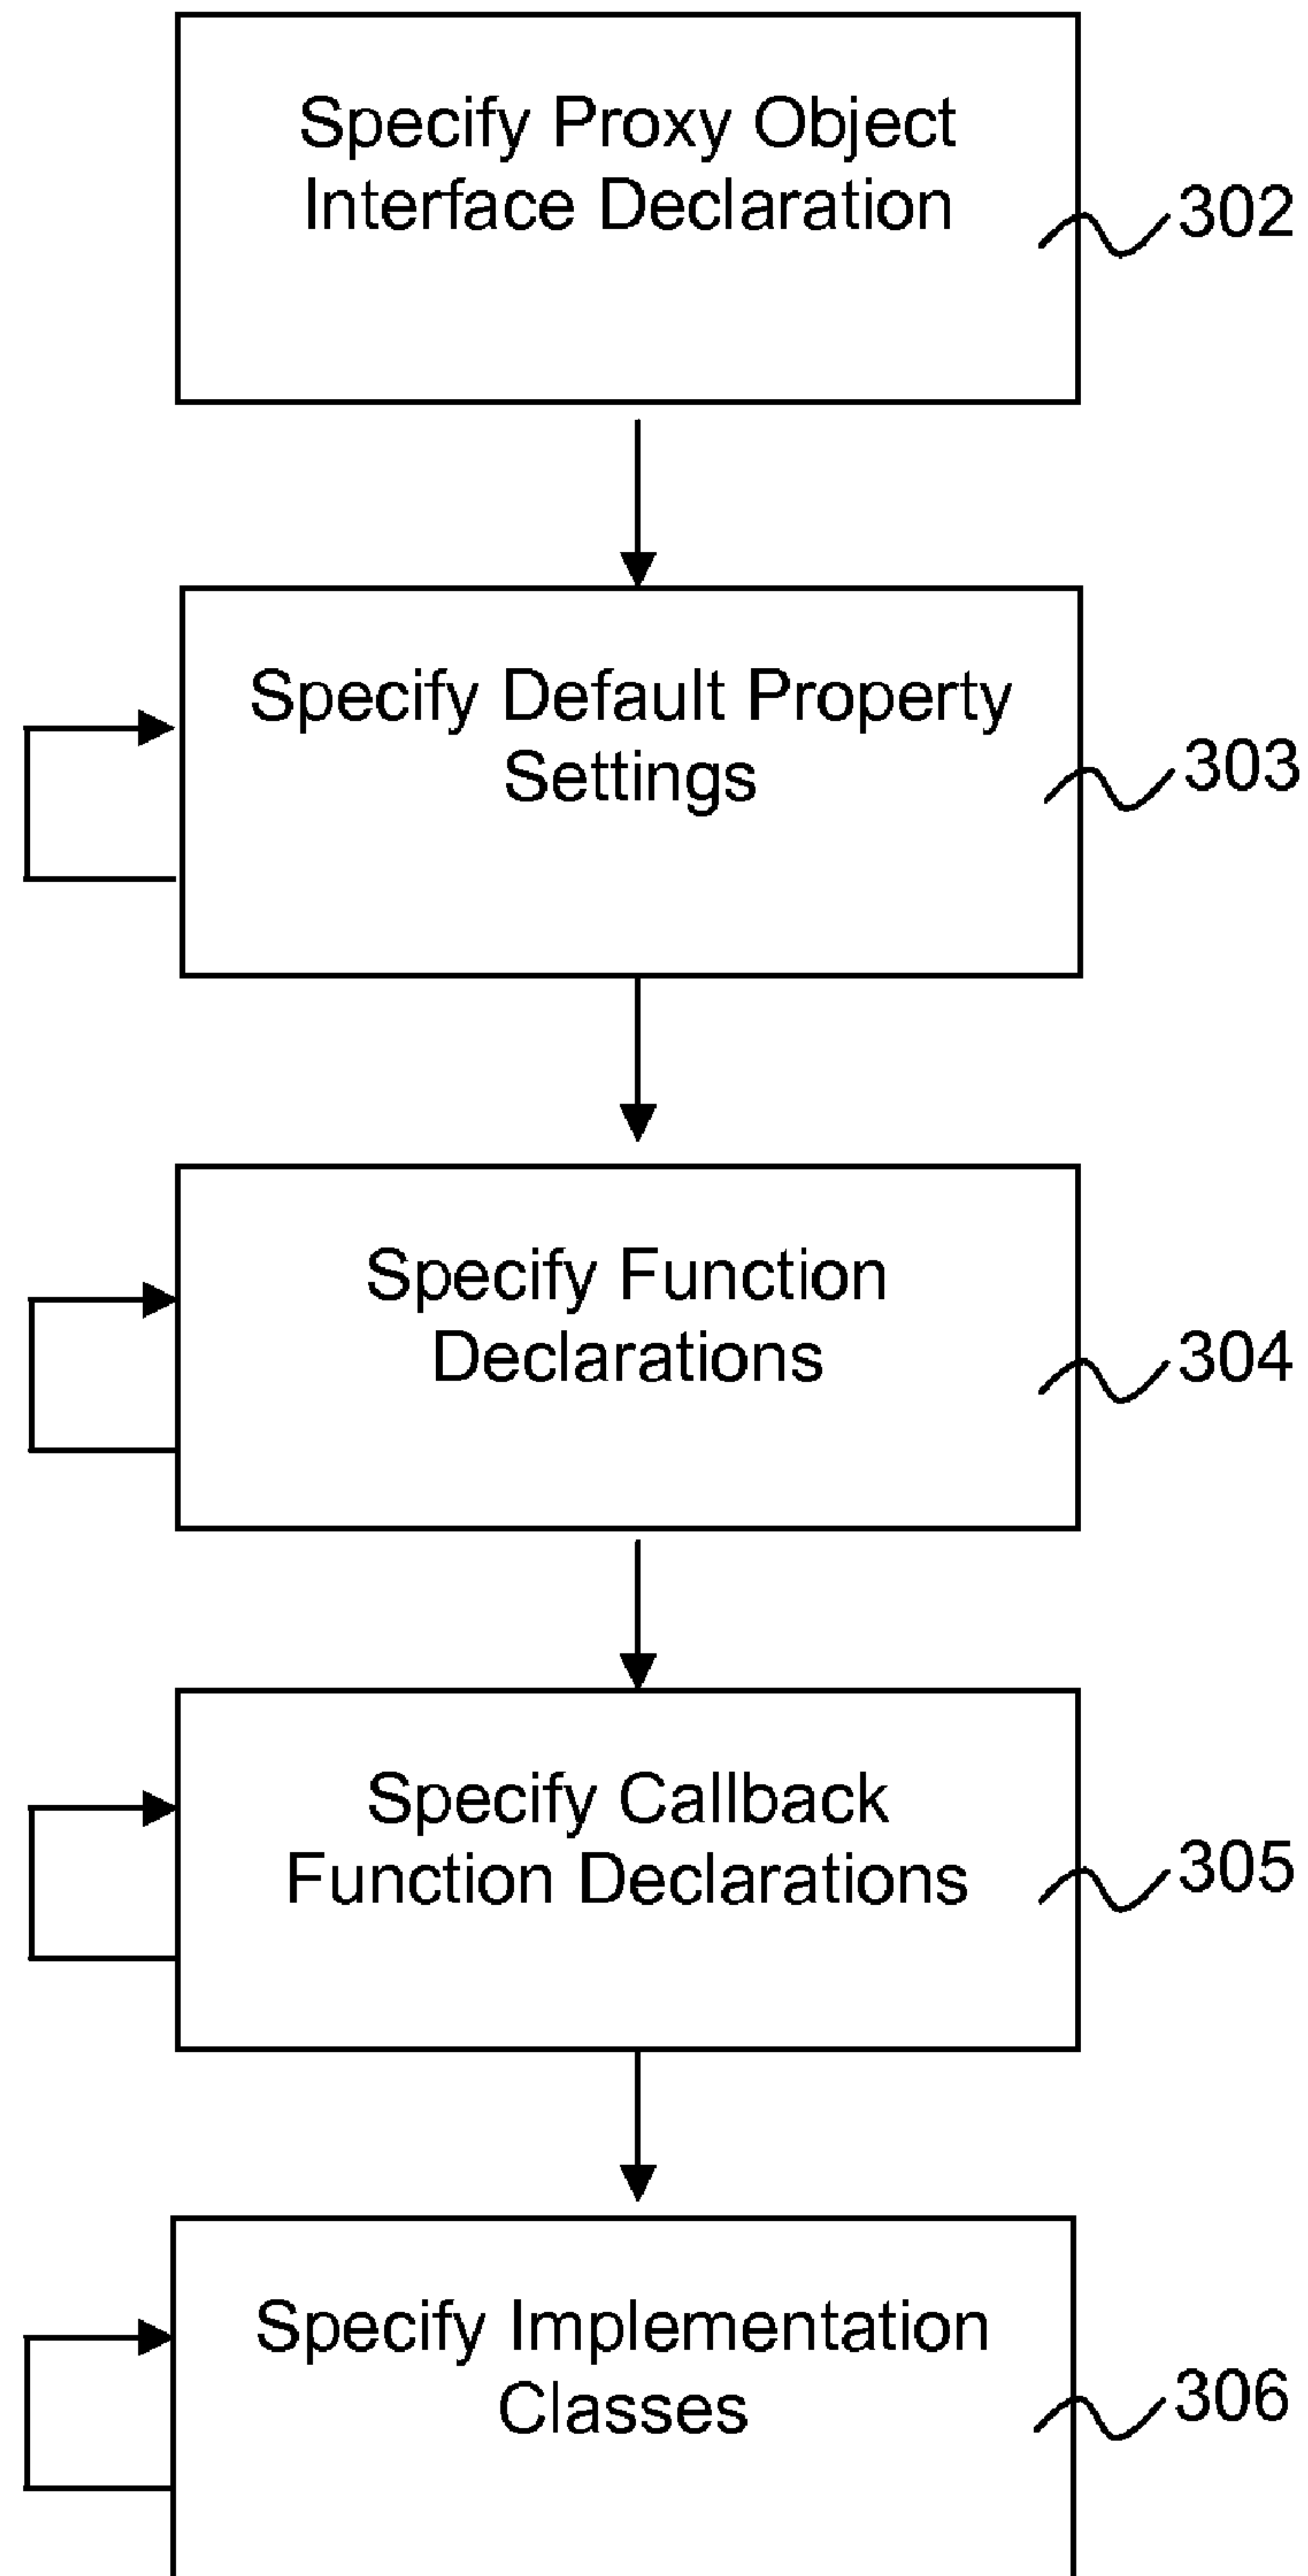 Specify Proxy Object
Interface Declaration
302
Specify Default Property
Settings
303
Specify Function
Declarations
304
Specify Callback
Function Declarations
305
Specify Implementation
Classes
306